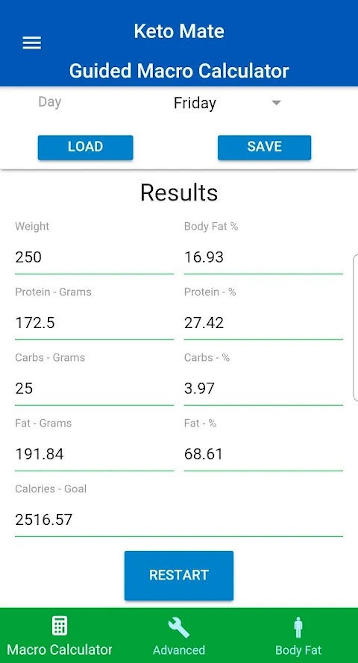 Keto Mate
Guided Macro Calculator
Day Friday
LOAD SAVE
Results
Weight Body Fat %
250 16.93
Protein - Grams Protein - %
172.5 27.42
Carbs - Grams Carbs - %
25 3.97
Fat - Grams Fat - %
191.84 68.61
Calories - Goal
2516.57
RESTART
Macro Calculator Advanced Body Fat